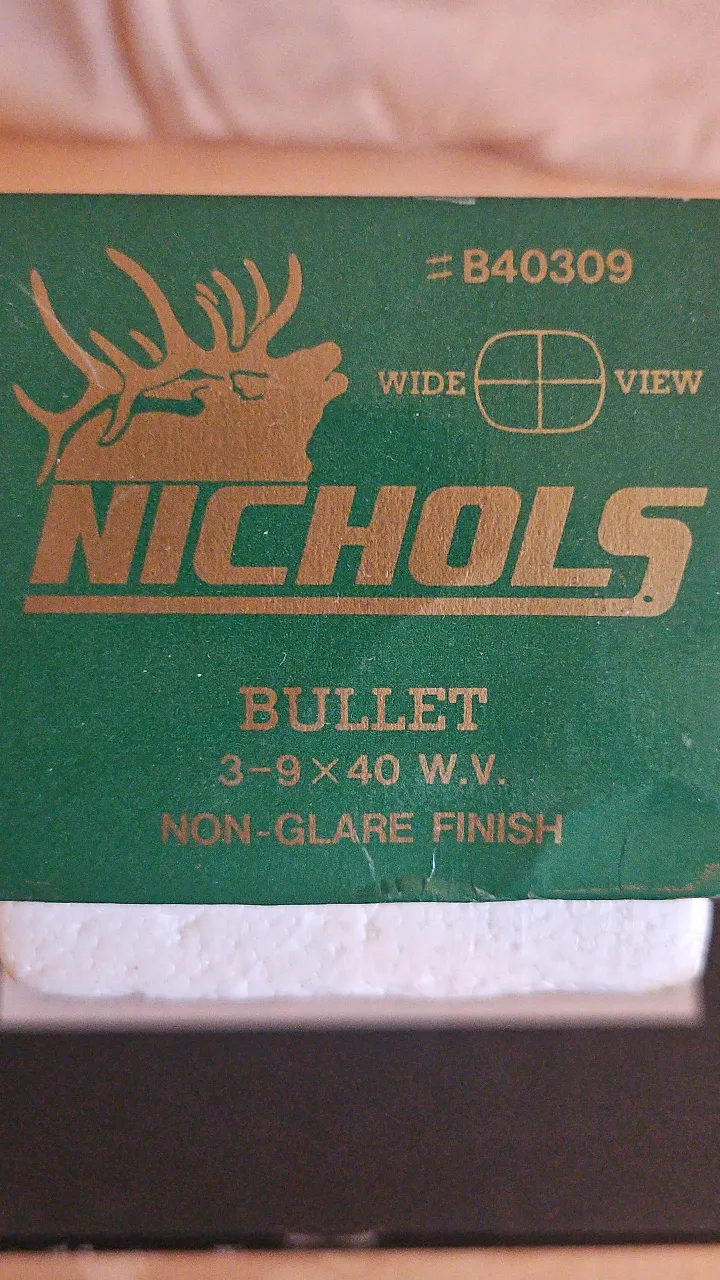 #B40309
WIDE VIEW
NICHOLS
BULLET
3-9×40 W.V.
NON-GLARE FINISH